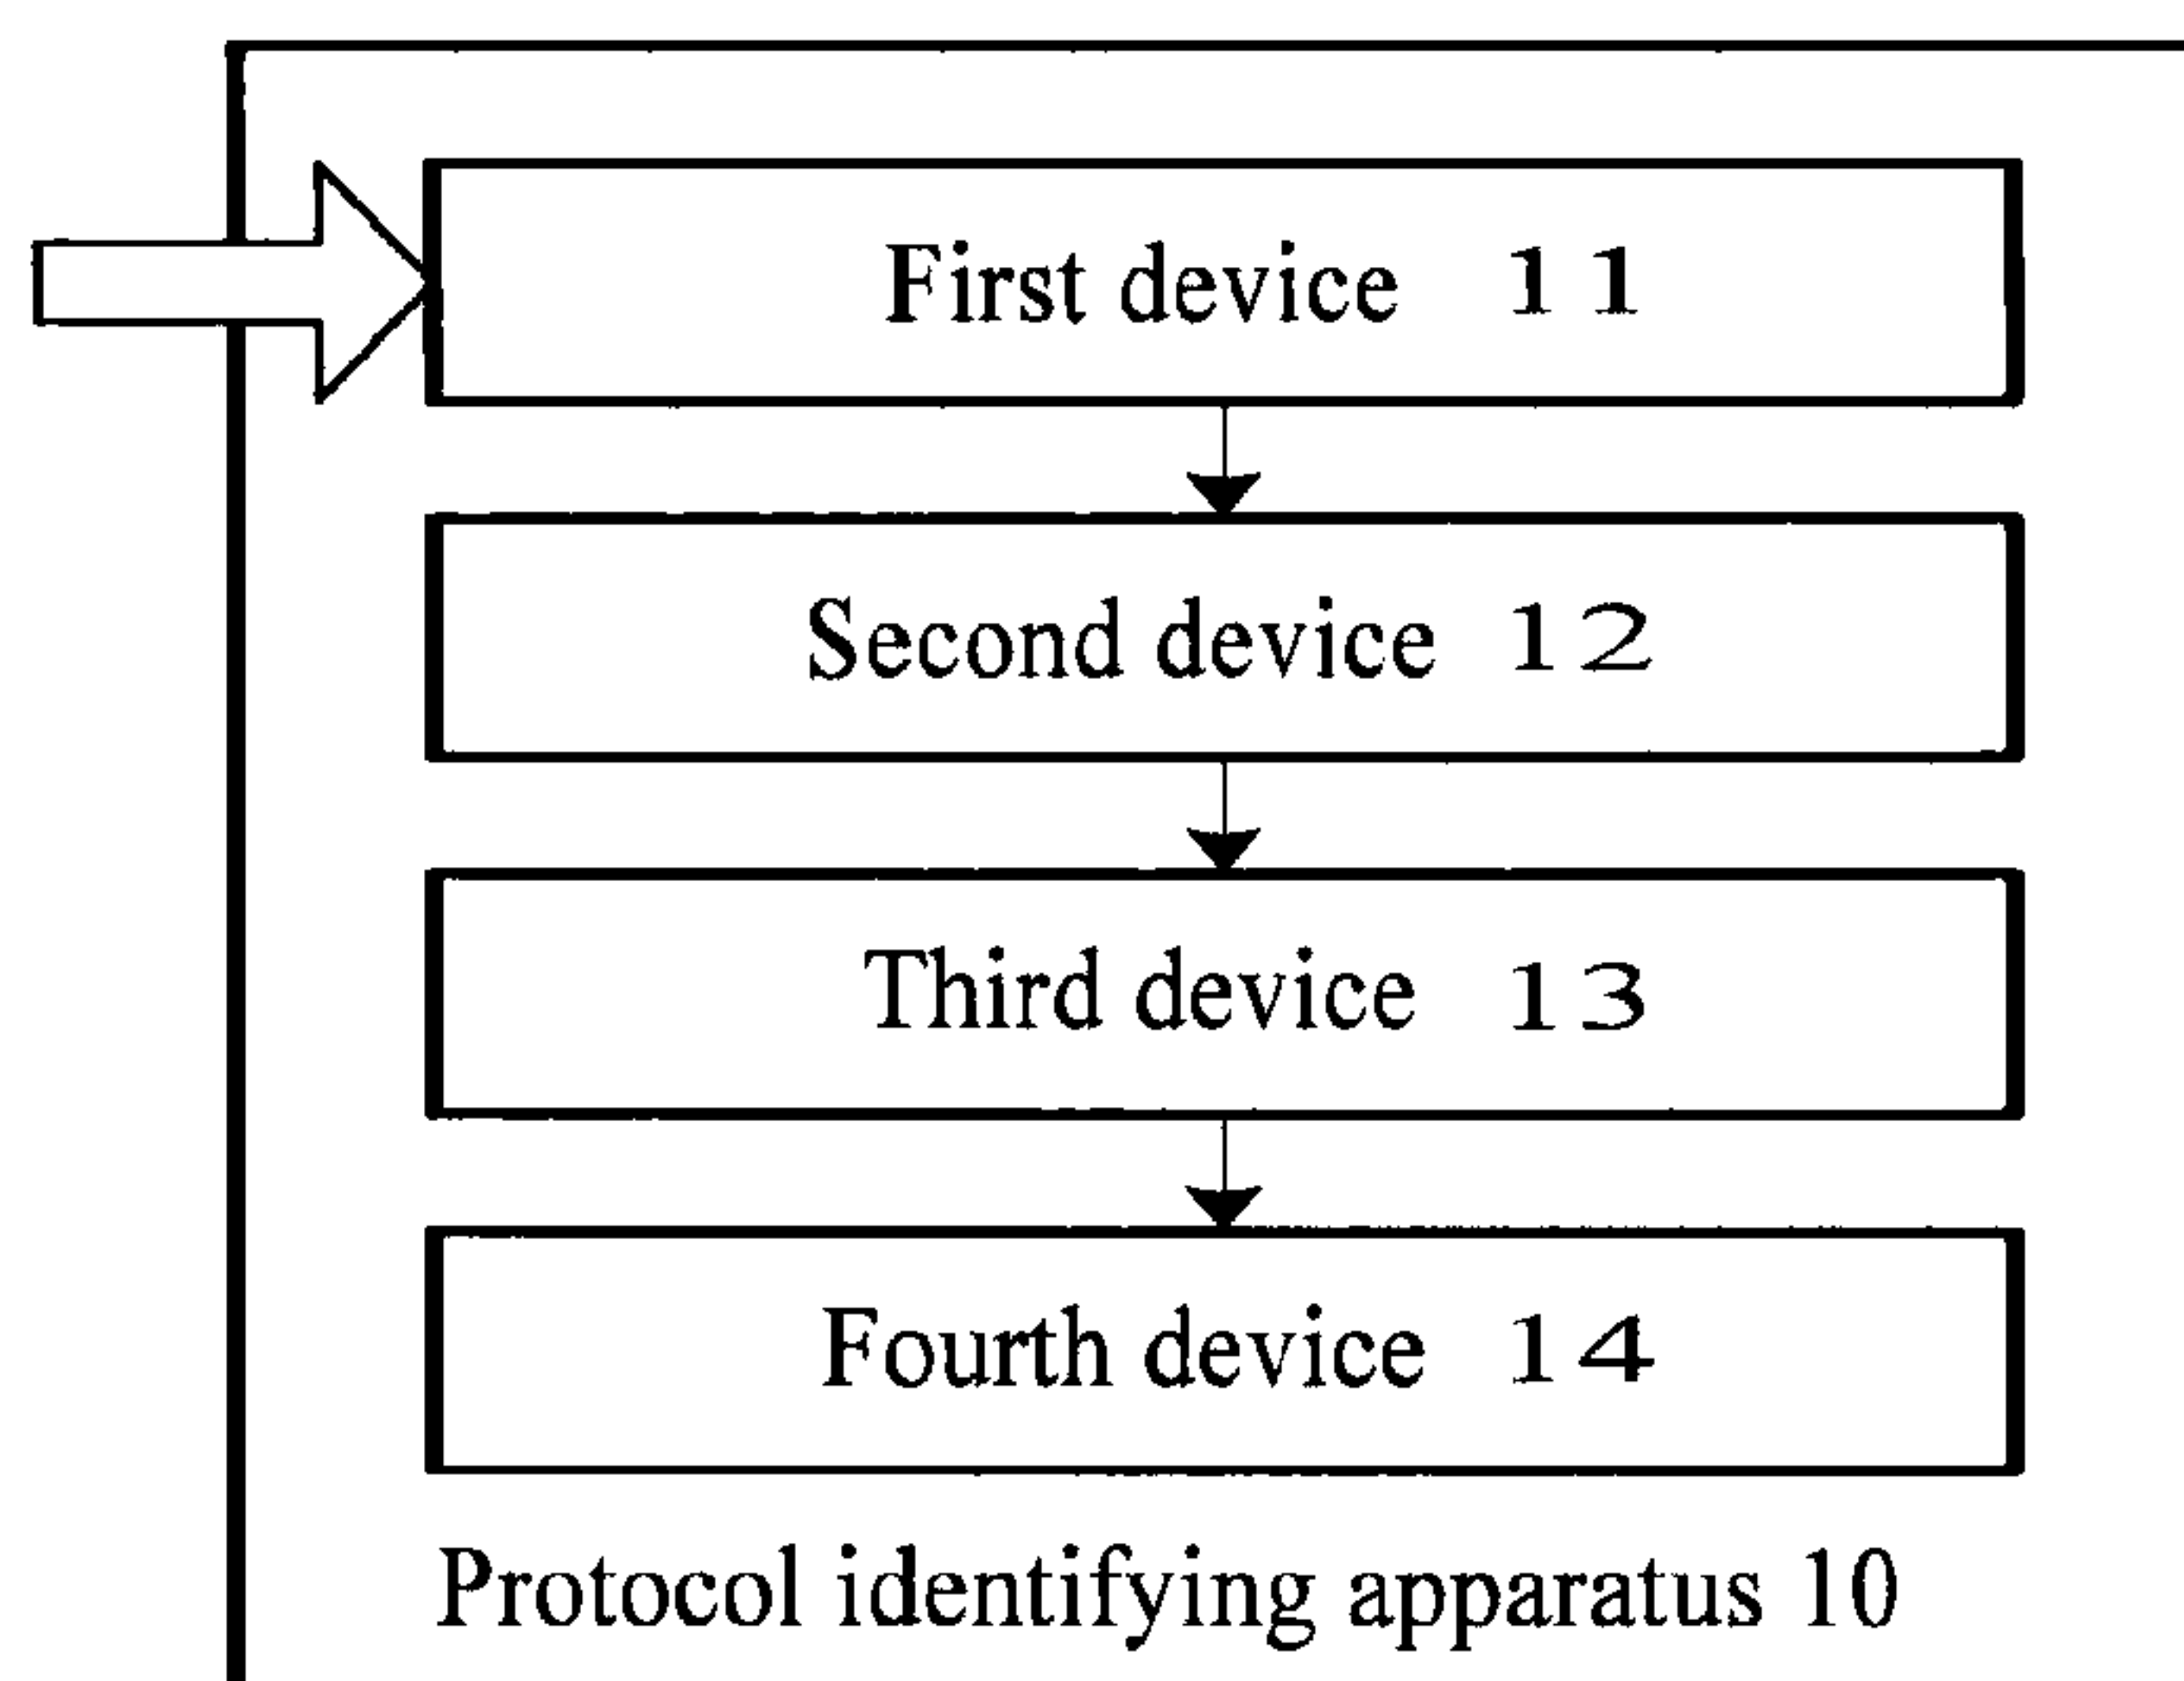 First device 11
Second device 12
Third device 13
Fourth device 14
Protocol identifying apparatus 10